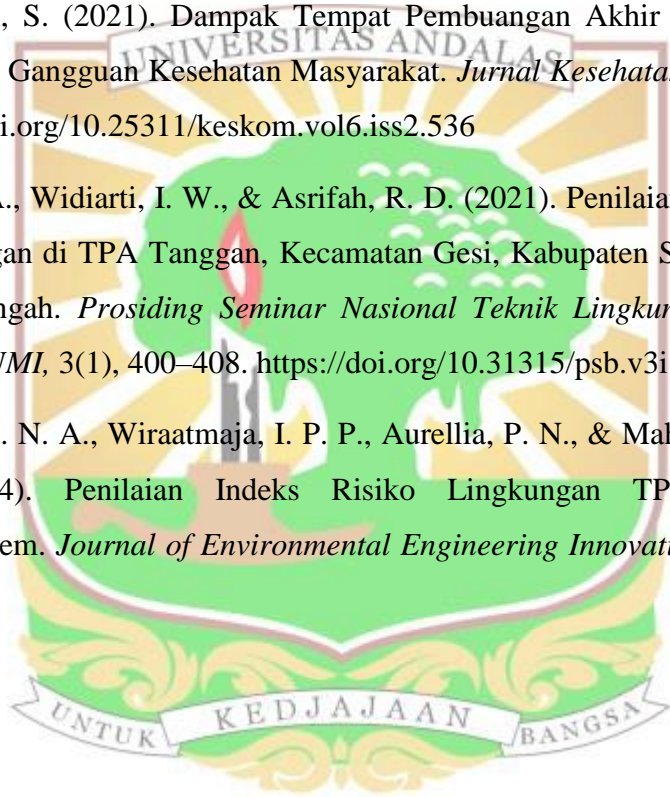 , S. (2021). Dampak Tempat Pembuangan Akhir
UNIVERSITAS ANDALAS
Gangguan Kesehatan Masyarakat. Jurnal Kesehatan
i.org/10.25311/keskom.vol6.iss2.536
A., Widiarti, I. W., & Asrifah, R. D. (2021). Penilaian
gan di TPA Tanggan, Kecamatan Gesi, Kabupaten S
ngah. Prosiding Seminar Nasional Teknik Lingkun
MI, 3(1), 400–408. https://doi.org/10.31315/psb.v3i
. N. A., Wiraatmaja, I. P. P., Aurellia, P. N., & Mah
4). Penilaian Indeks Risiko Lingkungan TP
em. Journal of Environmental Engineering Innovati
UNTUK KEDJAJAAN BANGSA